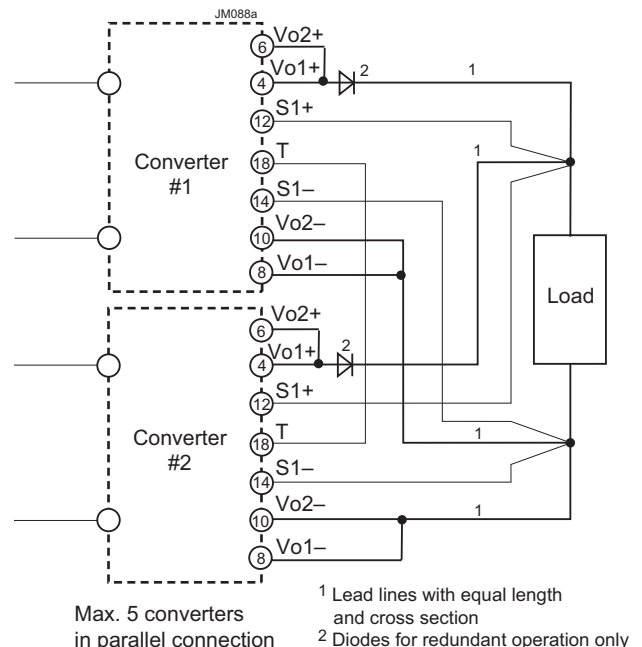 JM088a
6 Vo2+
4 Vo1+ 2 1
12 S1+
Converter
#1
18 T 1
14 S1–
10 Vo2–
8 Vo1–
Load
6 Vo2+
4 Vo1+ 2
12 S1+
Converter
#2
18 T 1
14 S1–
10 Vo2– 1
8 Vo1–
Max. 5 converters
in parallel connection
1 Lead lines with equal length
and cross section
2 Diodes for redundant operation only